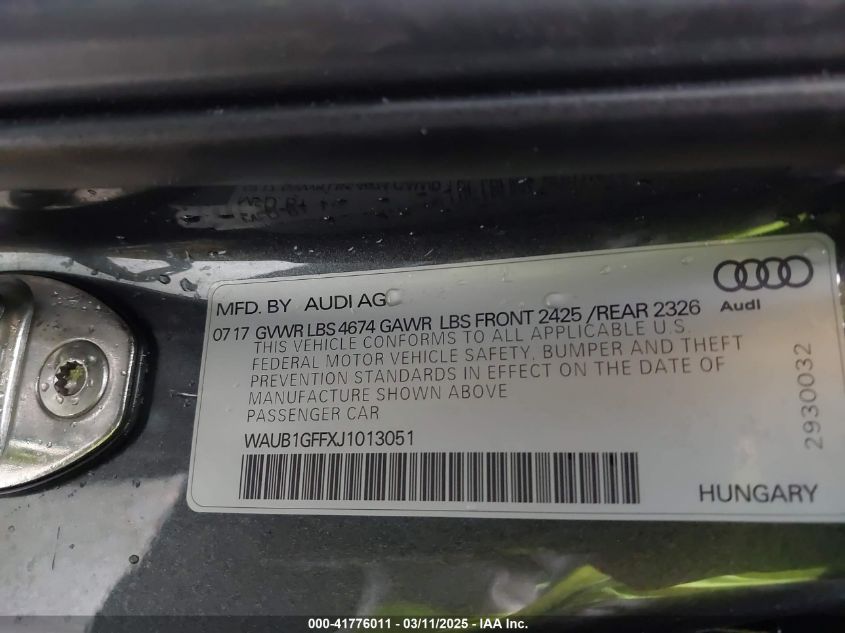 MFD. BY AUDI AG
Audi
0717 GVWR LBS 4674 GAWR LBS FRONT 2425 /REAR 2326
THIS VEHICLE CONFORMS TO ALL APPLICABLE U.S.
FEDERAL MOTOR VEHICLE SAFETY, BUMPER AND THEFT
PREVENTION STANDARDS IN EFFECT ON THE DATE OF
MANUFACTURE SHOWN ABOVE
PASSENGER CAR
WAUB1GFFXJ1013051
2930032
HUNGARY
000-41776011 - 03/11/2025 - IAA Inc.